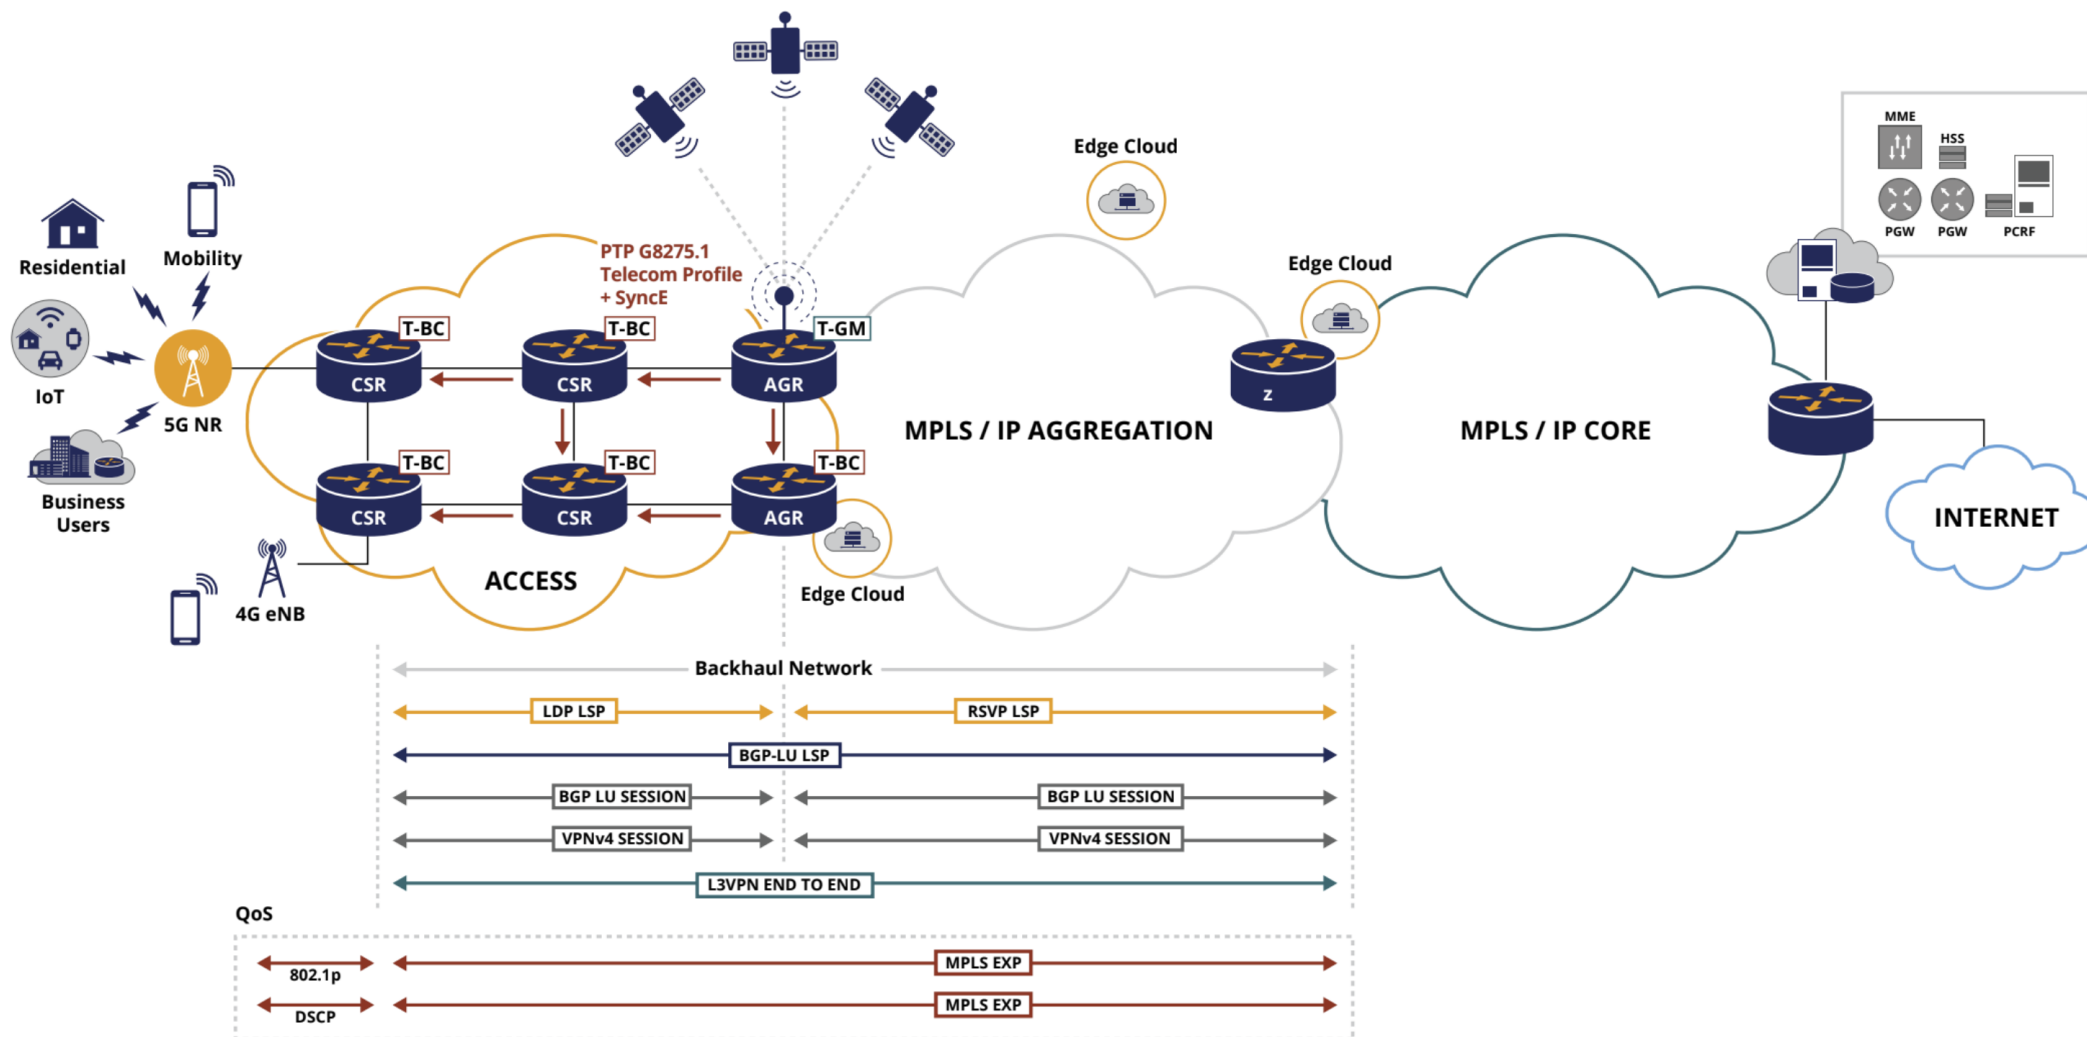 MME
HSS
PGW
PGW
PCRF
Edge Cloud
Edge Cloud
Mobility
Residential
IoT
5G NR
Business
Users
4G eNB
PTP G8275.1
Telecom Profile
+ SyncE
T-BC
T-BC
T-GM
CSR
CSR
AGR
T-BC
T-BC
T-BC
CSR
CSR
AGR
ACCESS
Edge Cloud
MPLS / IP AGGREGATION
Z
MPLS / IP CORE
INTERNET
Backhaul Network
LDP LSP
RSVP LSP
BGP-LU LSP
BGP LU SESSION
BGP LU SESSION
VPNv4 SESSION
VPNv4 SESSION
L3VPN END TO END
QoS
802.1p
MPLS EXP
DSCP
MPLS EXP